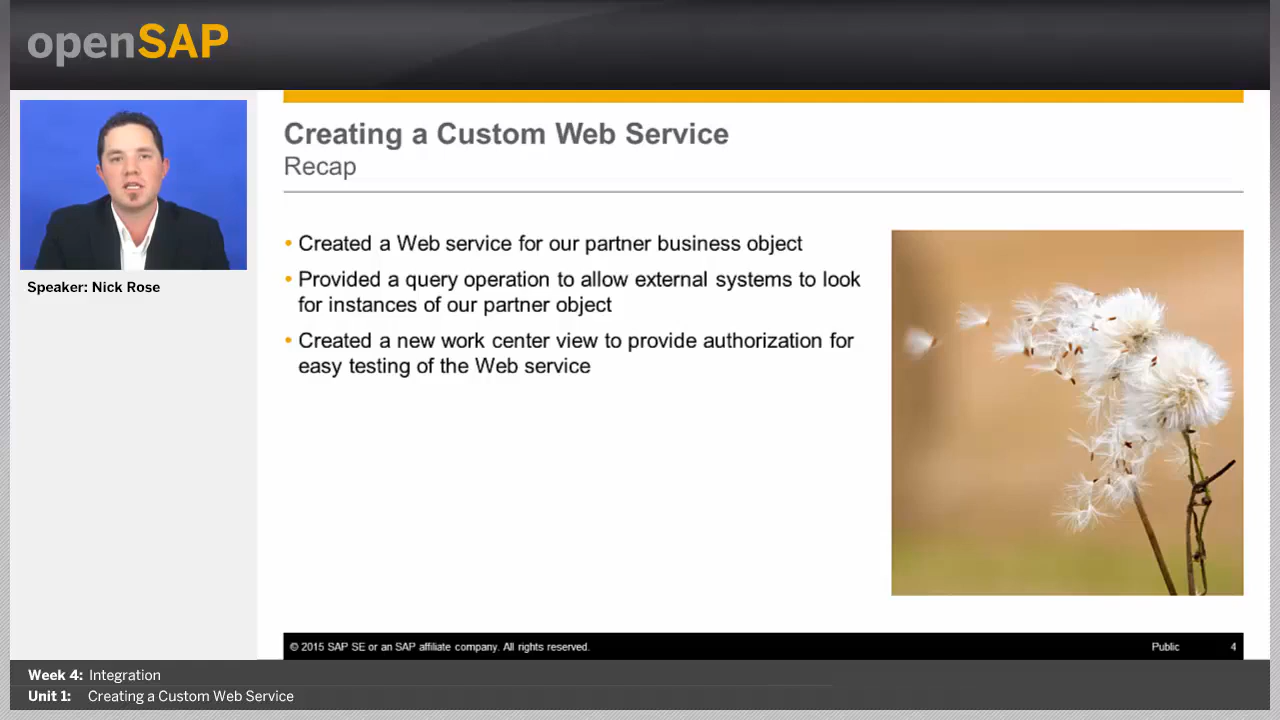 openSAP
Speaker: Nick Rose
Creating a Custom Web Service
Recap
• Created a Web service for our partner business object
• Provided a query operation to allow external systems to look
for instances of our partner object
• Created a new work center view to provide authorization for
easy testing of the Web service
© 2015 SAP SE or an SAP affiliate company. All rights reserved. Public 4
Week 4: Integration
Unit 1: Creating a Custom Web Service